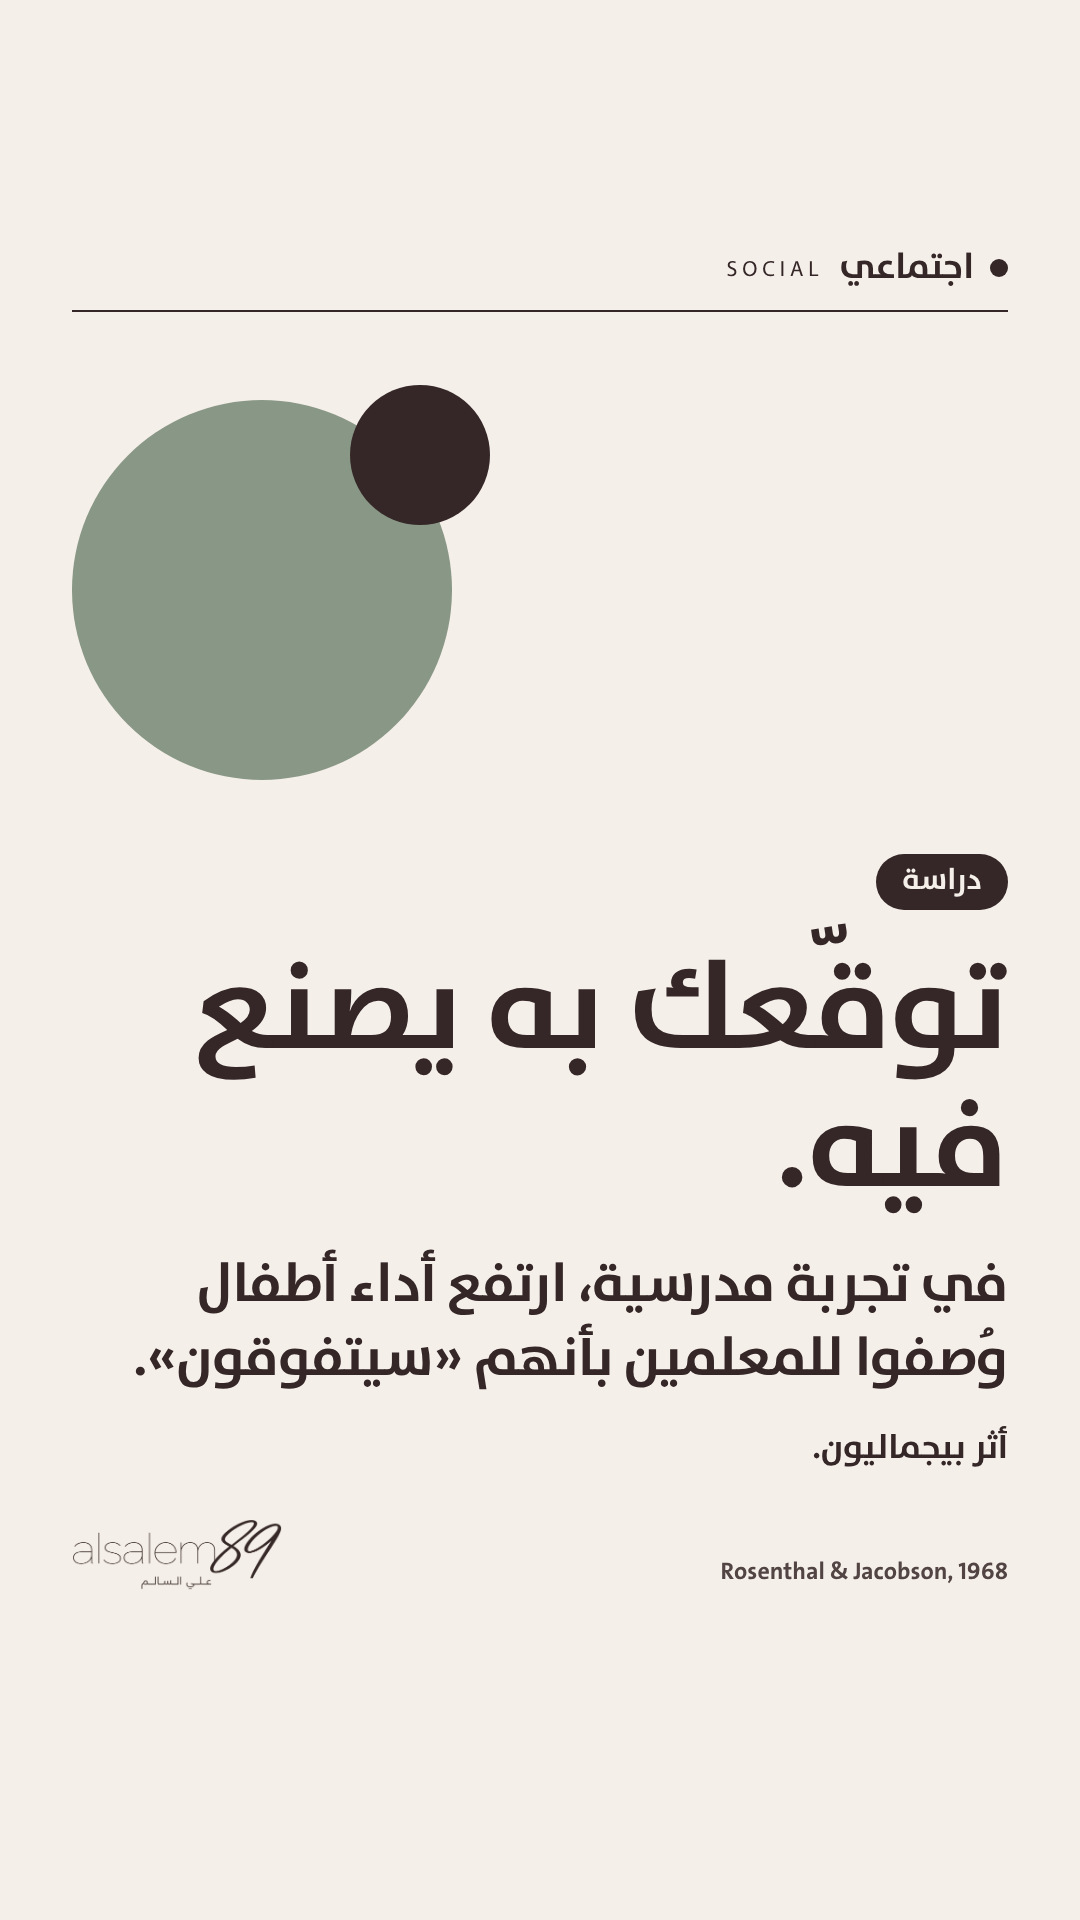 اجتماعي SOCIAL
دراسة
توقّعك به يصنع
فيه.
في تجربة مدرسية، ارتفع أداء أطفال
وُصفوا للمعلمين بأنهم «سيتفوقون».
أثر بيجماليون.
Rosenthal & Jacobson, 1968
alsalem89
علي السالم